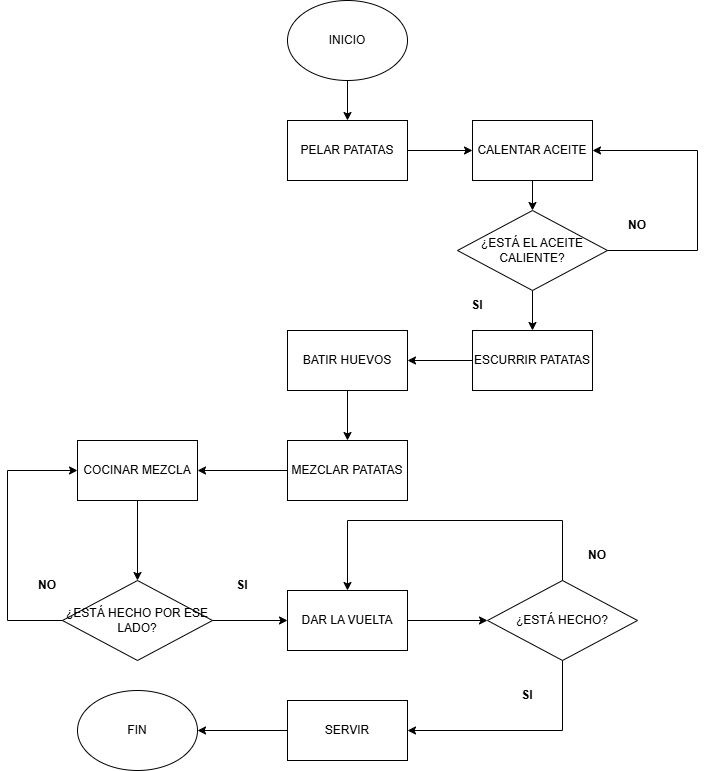 INICIO
PELAR PATATAS
CALENTAR ACEITE
¿ESTÁ EL ACEITE
CALIENTE?
NO
SI
ESCURRIR PATATAS
BATIR HUEVOS
MEZCLAR PATATAS
COCINAR MEZCLA
¿ESTÁ HECHO POR ESE
LADO?
NO
SI
DAR LA VUELTA
¿ESTÁ HECHO?
NO
SI
SERVIR
FIN